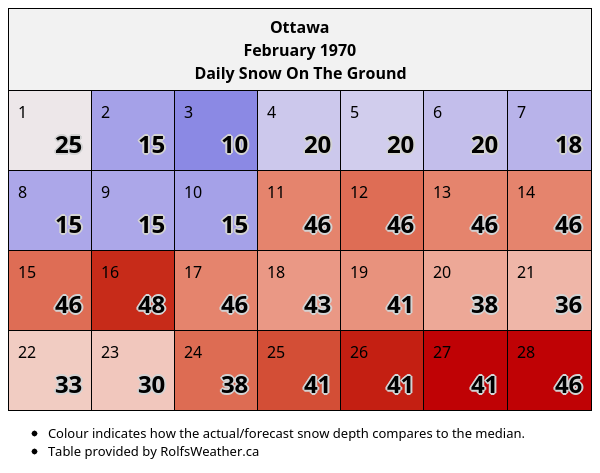 Ottawa
February 1970
Daily Snow On The Ground
1 2 3 4 5 6 7
25 15 10 20 20 20 18
8 9 10 11 12 13 14
15 15 15 46 46 46 46
15 16 17 18 19 20 21
46 48 46 43 41 38 36
22 23 24 25 26 27 28
33 30 38 41 41 41 46
• Colour indicates how the actual/forecast snow depth compares to the median.
• Table provided by RolfsWeather.ca